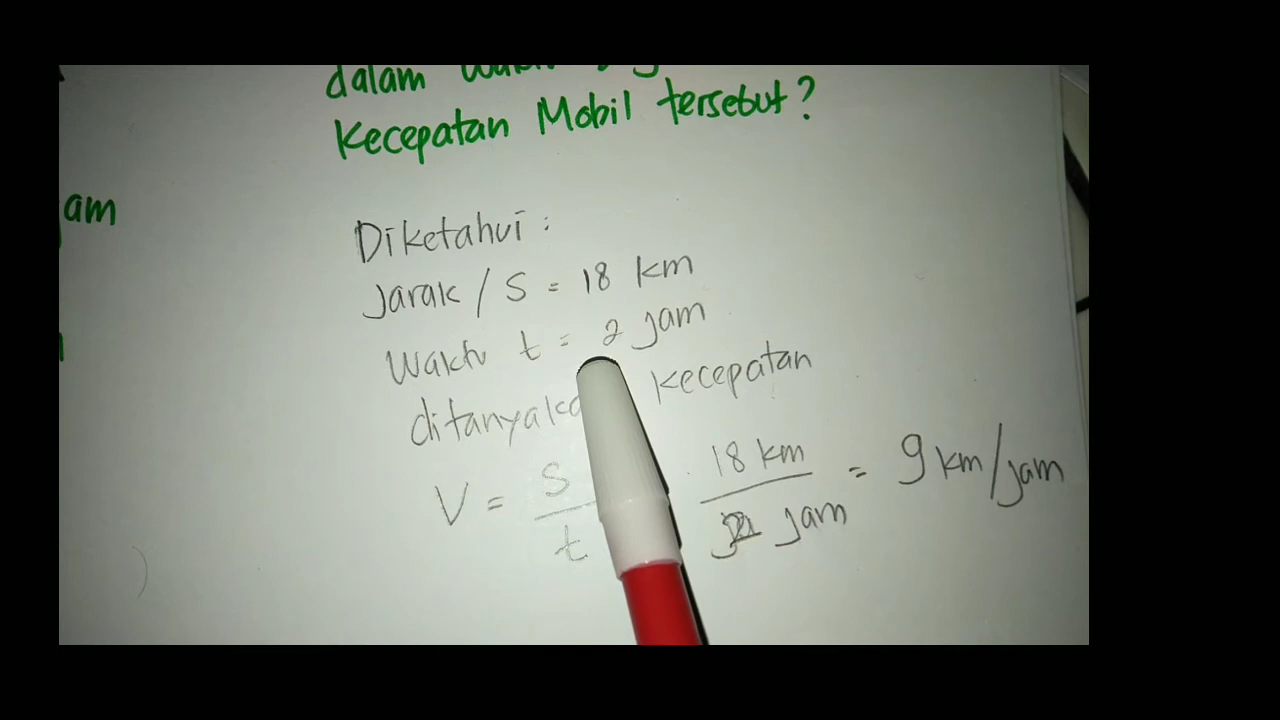 dalam
Kecepatan Mobil tersebut?
am
Diketahui:
Jarak / S = 18 km
Waktu t = 2 jam
kecepatan
V = S / t 18 km / 2 jam = 9 km/jam